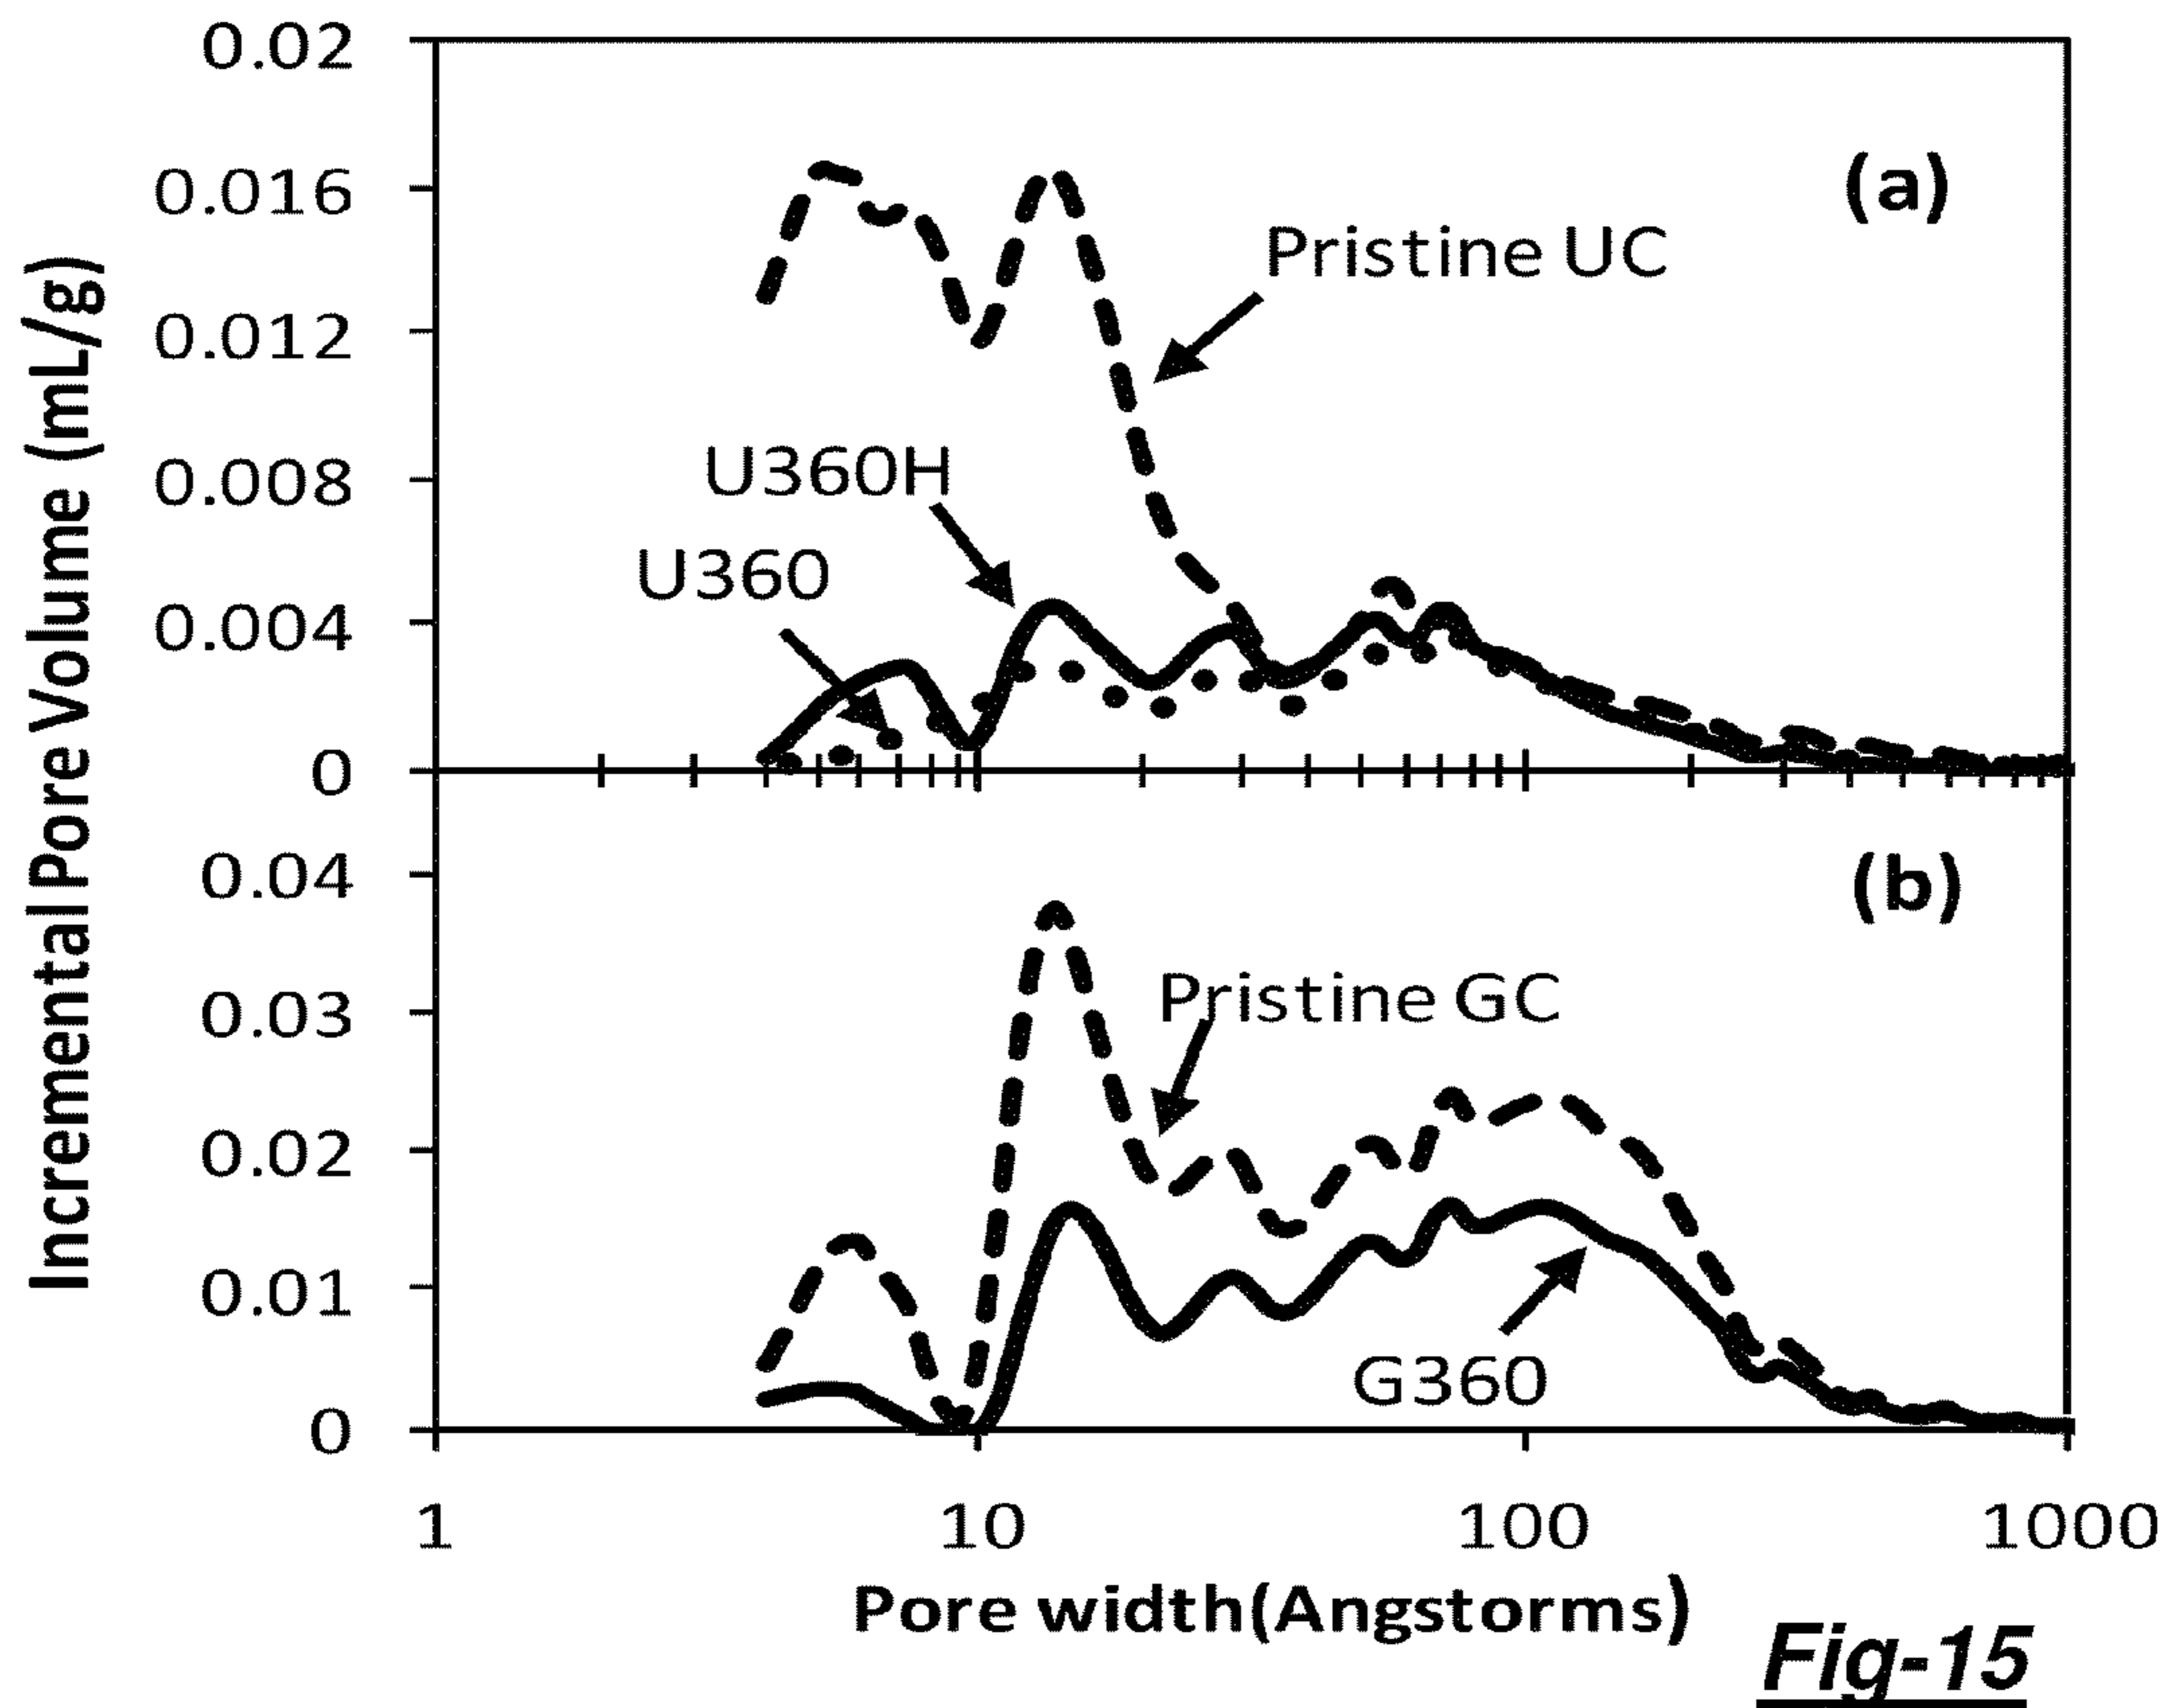 Incremental Pore Volume (mL/g)
0.02
0.016
0.012
0.008
0.004
0
(a)
Pristine UC
U360H
U360
0.04
0.03
0.02
0.01
0
(b)
Pristine GC
G360
1 10 100 1000
Pore width(Angstorms)
Fig-15